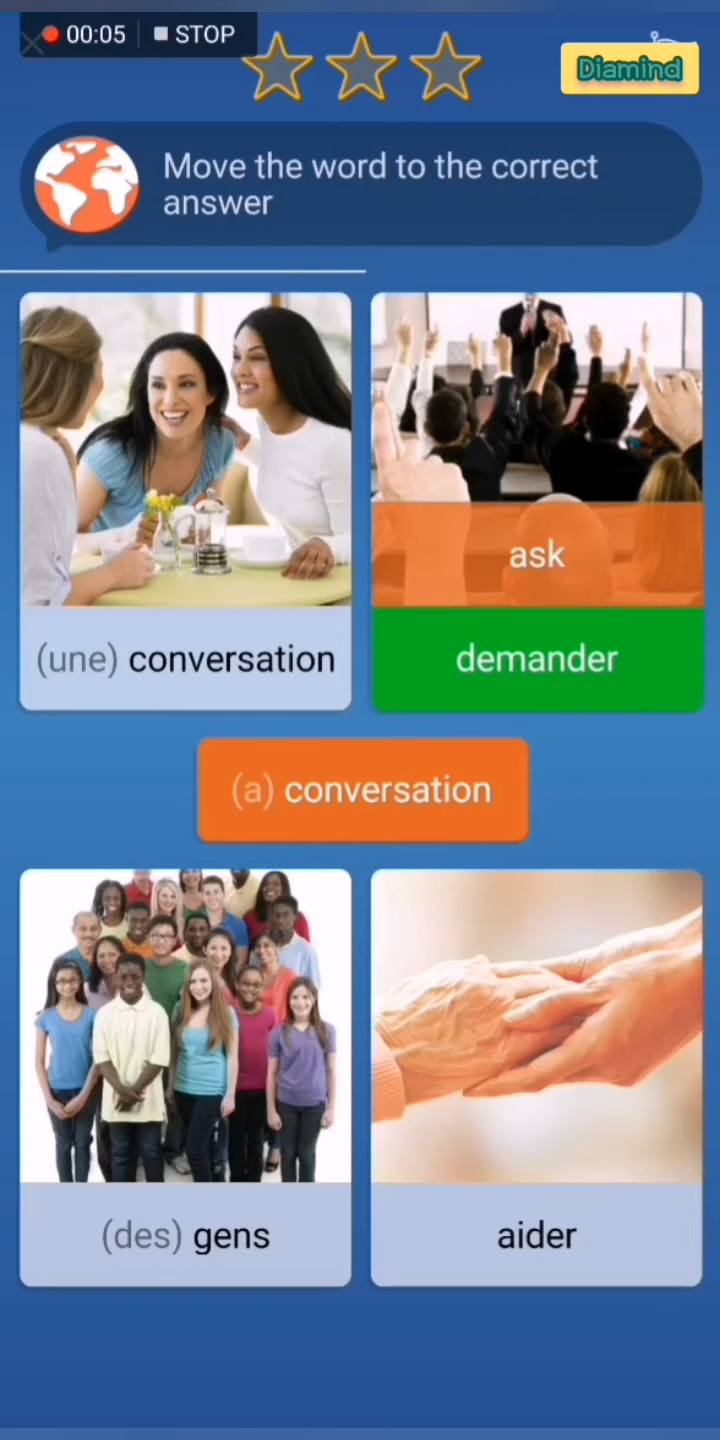 00:05 STOP
Diamind
Move the word to the correct
answer
ask
(une) conversation
demander
(a) conversation
(des) gens
aider